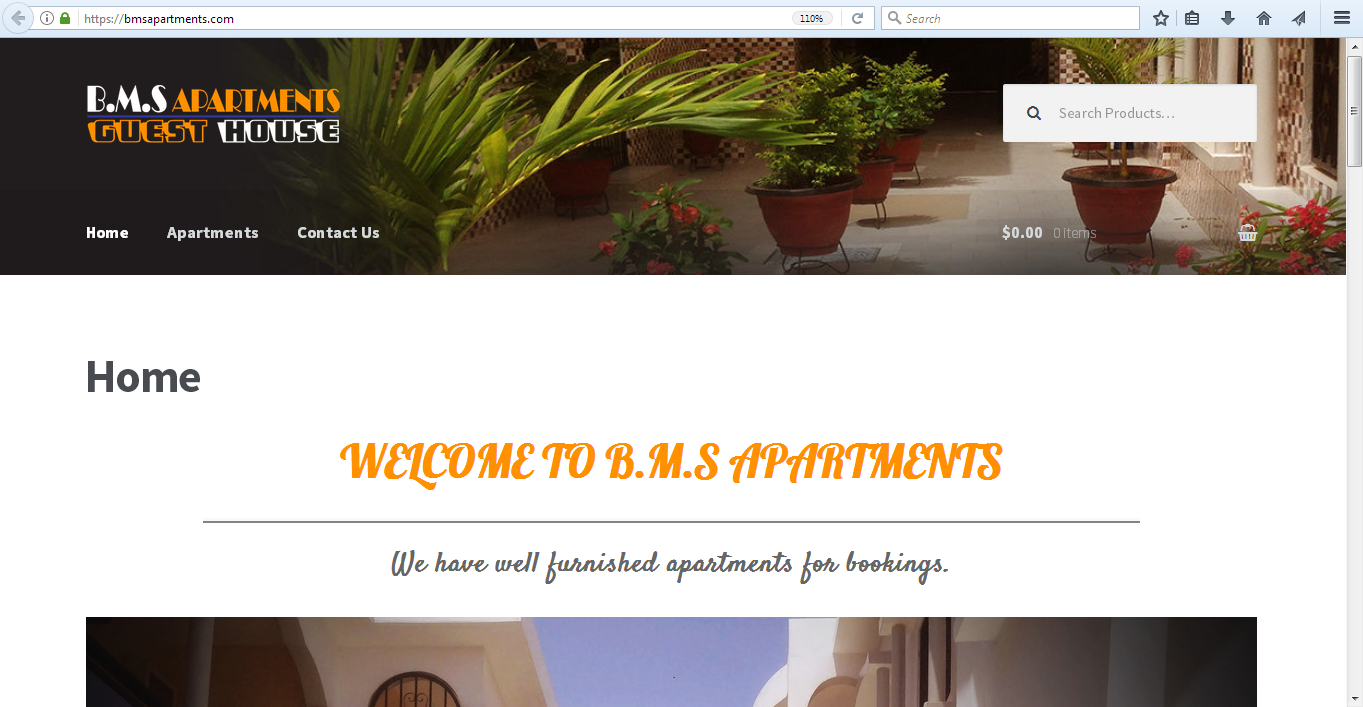 https://bmsapartments.com
110%
Search
B.M.S APARTMENTS
GUEST HOUSE
Search Products…
Home
Apartments
Contact Us
$0.00 0 items
Home
WELCOME TO B.M.S APARTMENTS
We have well furnished apartments for bookings.